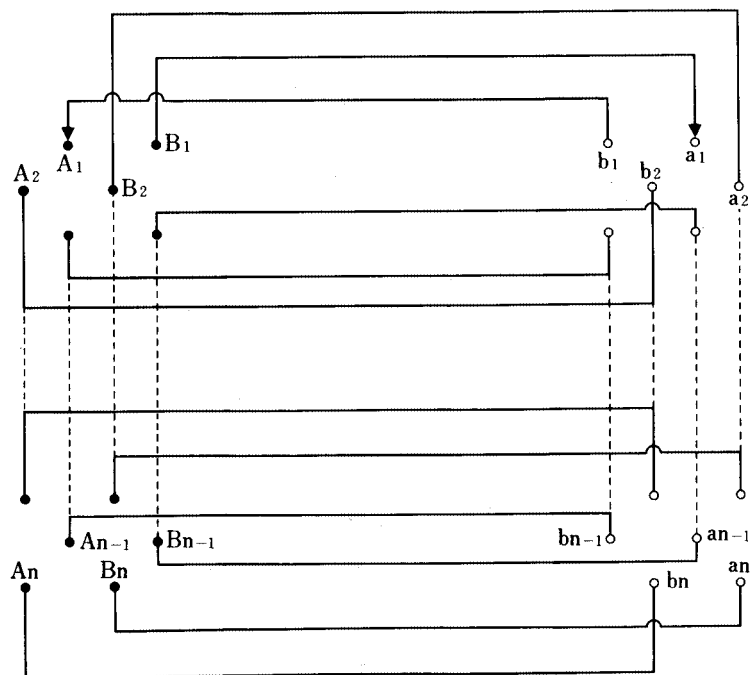 B₁
A₁ b₁ a₁
A₂ B₂ b₂ a₂
Aₙ₋₁ Bₙ₋₁ bₙ₋₁ aₙ₋₁
Aₙ Bₙ bₙ aₙ